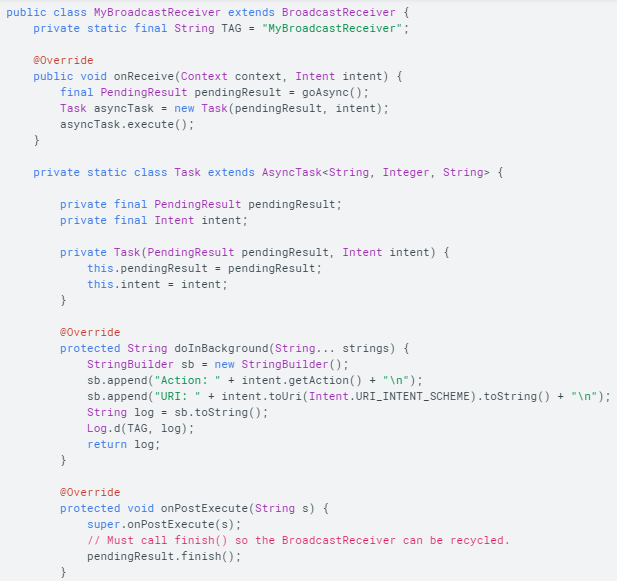 public class MyBroadcastReceiver extends BroadcastReceiver {
    private static final String TAG = "MyBroadcastReceiver";

    @Override
    public void onReceive(Context context, Intent intent) {
        final PendingResult pendingResult = goAsync();
        Task asyncTask = new Task(pendingResult, intent);
        asyncTask.execute();
    }

    private static class Task extends AsyncTask<String, Integer, String> {

        private final PendingResult pendingResult;
        private final Intent intent;

        private Task(PendingResult pendingResult, Intent intent) {
            this.pendingResult = pendingResult;
            this.intent = intent;
        }

        @Override
        protected String doInBackground(String... strings) {
            StringBuilder sb = new StringBuilder();
            sb.append("Action: " + intent.getAction() + "\n");
            sb.append("URI: " + intent.toUri(Intent.URI_INTENT_SCHEME).toString() + "\n");
            String log = sb.toString();
            Log.d(TAG, log);
            return log;
        }

        @Override
        protected void onPostExecute(String s) {
            super.onPostExecute(s);
            // Must call finish() so the BroadcastReceiver can be recycled.
            pendingResult.finish();
        }